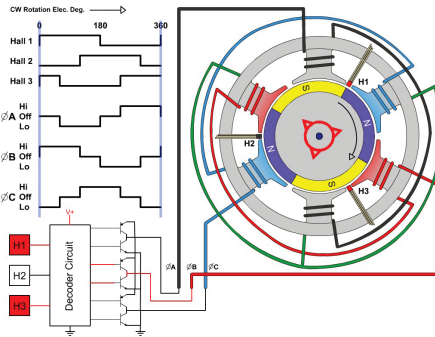 CW Rotation Elec. Deg.
0 180 360
Hall 1
Hall 2
Hall 3
Hi
ØA Off
Lo
Hi
ØB Off
Lo
Hi
ØC Off
Lo
V+
H1
H2
H3
Decoder Circuit
ØA ØB ØC
H1
H2
H3
S
N
N
S
N
S